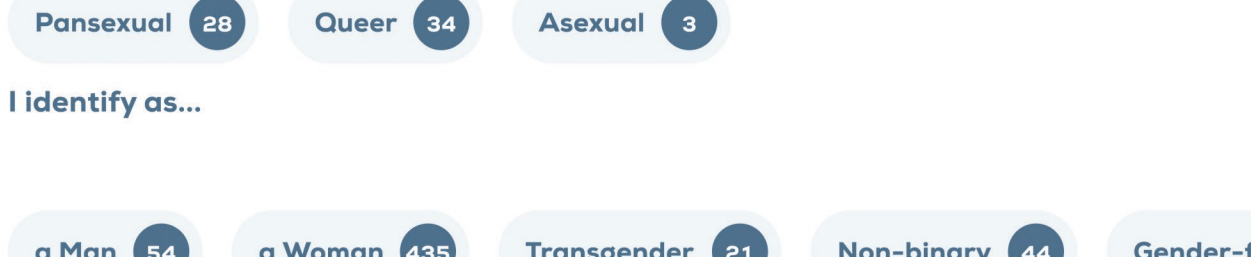 Pansexual 28 Queer 34 Asexual 3
I identify as...
a Man 54 a Woman 435 Transgender 21 Non-binary 44